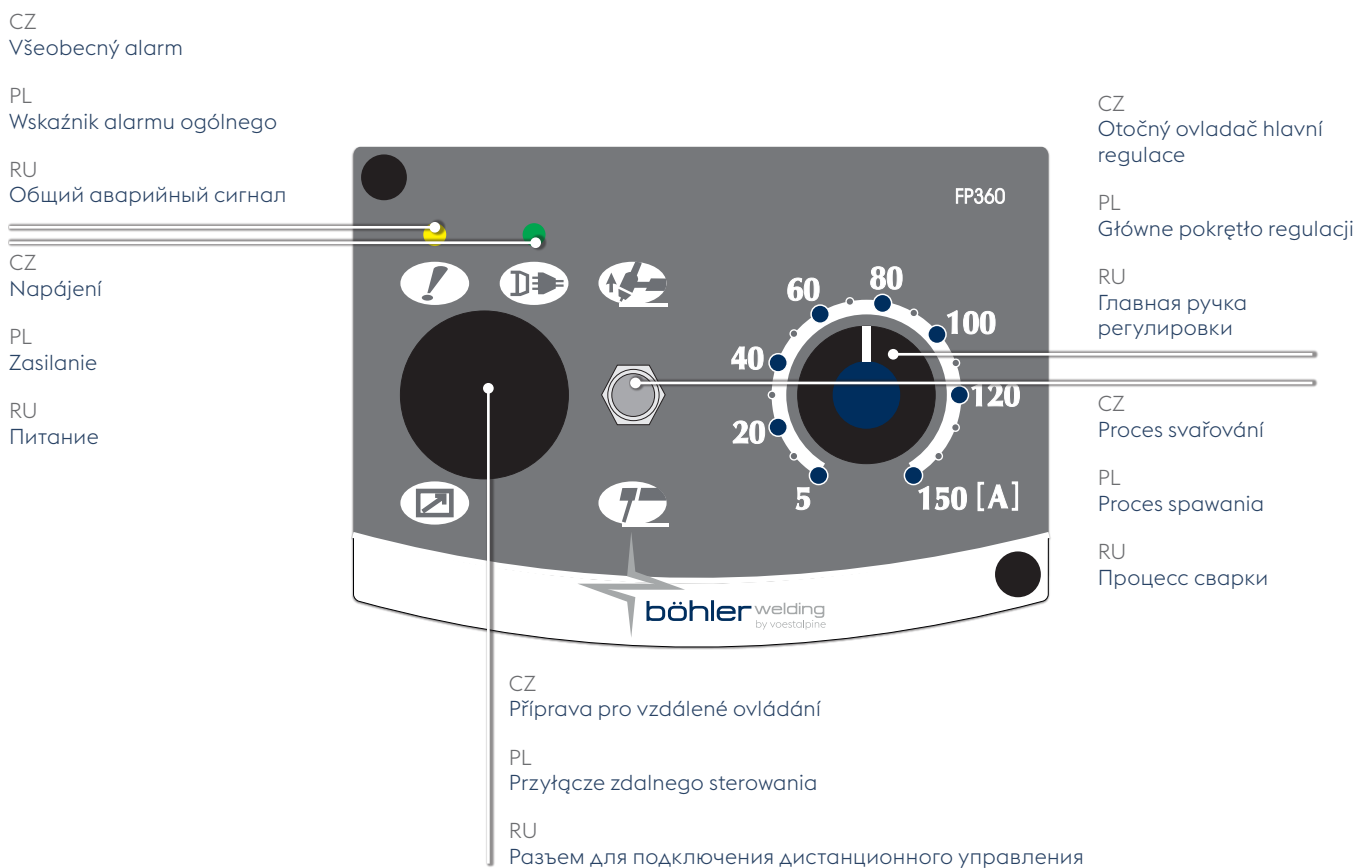 CZ
Všeobecný alarm
PL
Wskaźnik alarmu ogólnego
RU
Общий аварийный сигнал
CZ
Napájení
PL
Zasilanie
RU
Питание
FP360
5
20
40
60
80
100
120
150 [A]
böhler welding
by voestalpine
CZ
Otočný ovladač hlavní
regulace
PL
Główne pokrętło regulacji
RU
Главная ручка
регулировки
CZ
Proces svařování
PL
Proces spawania
RU
Процесс сварки
CZ
Příprava pro vzdálené ovládání
PL
Przyłącze zdalnego sterowania
RU
Разъем для подключения дистанционного управления